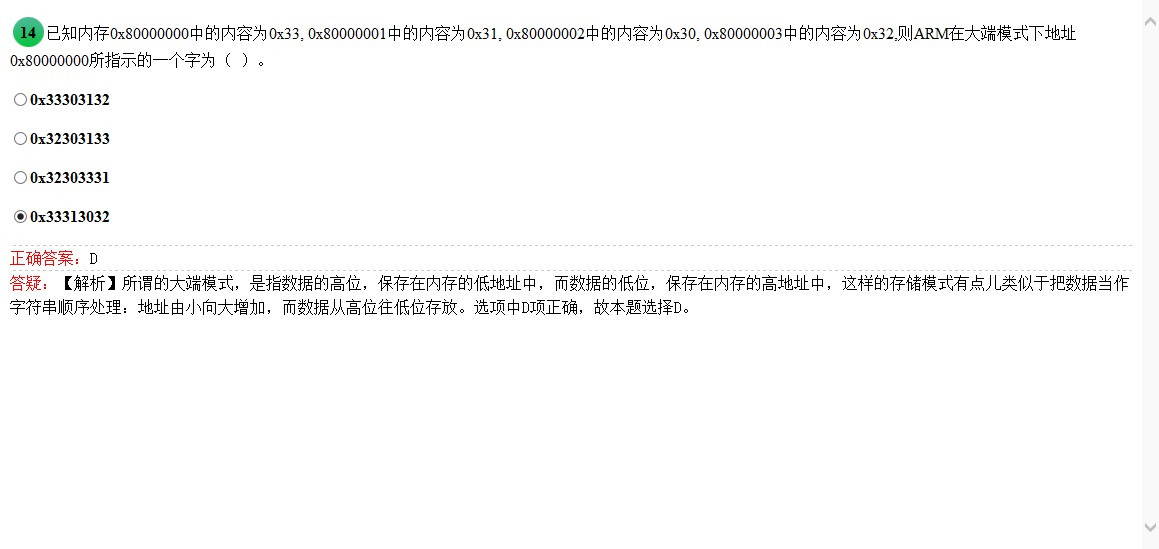 14 已知内存0x80000000中的内容为0x33, 0x80000001中的内容为0x31, 0x80000002中的内容为0x30, 0x80000003中的内容为0x32,则ARM在大端模式下地址
0x80000000所指示的一个字为（ ）。
0x33303132
0x32303133
0x32303331
0x33313032
正确答案：D
答疑：【解析】所谓的大端模式，是指数据的高位，保存在内存的低地址中，而数据的低位，保存在内存的高地址中，这样的存储模式有点儿类似于把数据当作
字符串顺序处理：地址由小向大增加，而数据从高位往低位存放。选项中D项正确，故本题选择D。